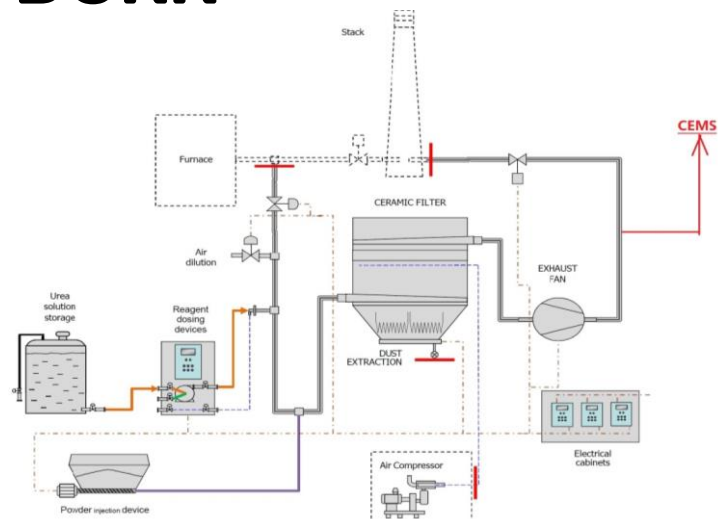 Stack
CEMS
Furnace
CERAMIC FILTER
Air
dilution
EXHAUST
FAN
Urea
solution
storage
Reagent
dosing
devices
DUST
EXTRACTION
Air Compressor
Electrical
cabinets
Powder injection device